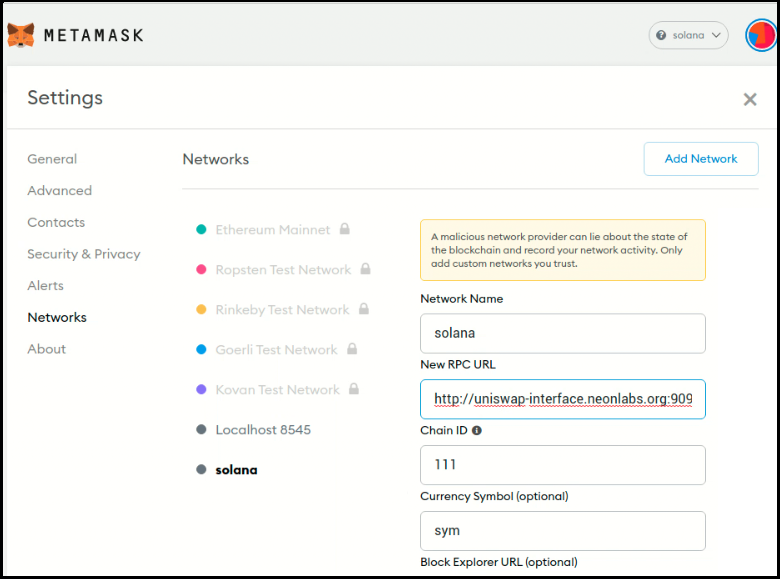 METAMASK
solana
Settings
General
Advanced
Contacts
Security & Privacy
Alerts
Networks
About
Networks
Add Network
Ethereum Mainnet
Ropsten Test Network
Rinkeby Test Network
Goerli Test Network
Kovan Test Network
Localhost 8545
solana
A malicious network provider can lie about the state of
the blockchain and record your network activity. Only
add custom networks you trust.
Network Name
solana
New RPC URL
http://uniswap-interface.neonlabs.org:909
Chain ID
111
Currency Symbol (optional)
sym
Block Explorer URL (optional)